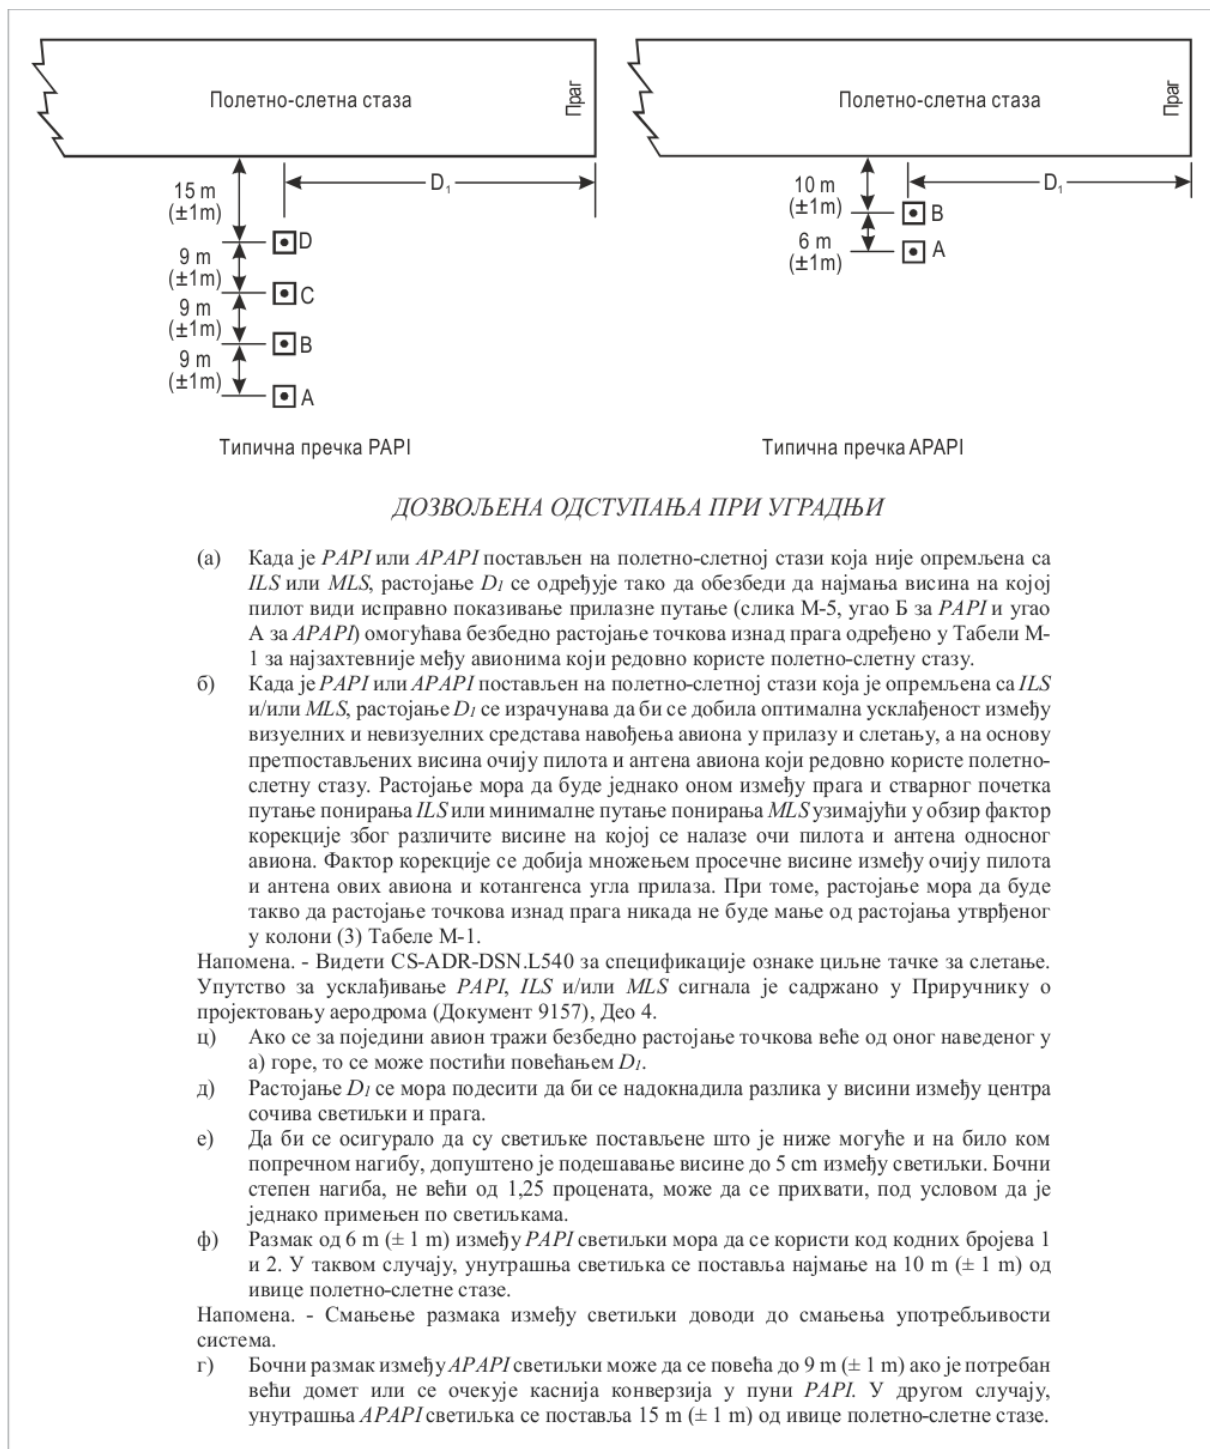 Полетно-слетна стаза
Праг
15 m
(±1m)
D1
D
9 m
(±1m)
C
9 m
(±1m)
B
9 m
(±1m)
A
Типична пречка PAPI
Полетно-слетна стаза
Праг
10 m
(±1m)
D1
B
6 m
(±1m)
A
Типична пречка APAPI
ДОЗВОЉЕНА ОДСТУПАЊА ПРИ УГРАДЊИ
(а) Када је PAPI или APAPI постављен на полетно-слетној стази која није опремљена са
ILS или MLS, растојање D1 се одређује тако да обезбеди да најмања висина на којој
пилот види исправно показивање прилазне путање (слика М-5, угао Б за PAPI и угао
А за APAPI) омогућава безбедно растојање точкова изнад прага одређено у Табели М-
1 за најзахтевније међу авионима који редовно користе полетно-слетну стазу.
б) Када је PAPI или APAPI постављен на полетно-слетној стази која је опремљена са ILS
и/или MLS, растојање D1 се израчунава да би се добила оптимална усклађеност између
визуелних и невизуелних средстава навођења авиона у прилазу и слетању, а на основу
претпостављених висина очију пилота и антена авиона који редовно користе полетно-
слетну стазу. Растојање мора да буде једнако оном између прага и стварног почетка
путање понирања ILS или минималне путање понирања MLS узимајући у обзир фактор
корекције због различите висине на којој се налазе очи пилота и антена односног
авиона. Фактор корекције се добија множењем просечне висине између очију пилота
и антена ових авиона и котангенса угла прилаза. При томе, растојање мора да буде
такво да растојање точкова изнад прага никада не буде мање од растојања утврђеног
у колони (3) Табеле М-1.
Напомена. - Видети CS-ADR-DSN.L540 за спецификације ознаке циљне тачке за слетање.
Упутство за усклађивање PAPI, ILS и/или MLS сигнала је садржано у Приручнику о
пројектовању аеродрома (Документ 9157), Део 4.
ц) Ако се за поједини авион тражи безбедно растојање точкова веће од оног наведеног у
а) горе, то се може постићи повећањем D1.
д) Растојање D1 се мора подесити да би се надокнадила разлика у висини између центра
сочива светиљки и прага.
е) Да би се осигурало да су светиљке постављене што је ниже могуће и на било ком
попречном нагибу, допуштено је подешавање висине до 5 cm између светиљки. Бочни
степен нагиба, не већи од 1,25 процената, може да се прихвати, под условом да је
једнако примењен по светиљкама.
ф) Размак од 6 m (± 1 m) између PAPI светиљки мора да се користи код кодних бројева 1
и 2. У таквом случају, унутрашња светиљка се поставља најмање на 10 m (± 1 m) од
ивице полетно-слетне стазе.
Напомена. - Смањење размака између светиљки доводи до смањења употребљивости
система.
г) Бочни размак између APAPI светиљки може да се повећа до 9 m (± 1 m) ако је потребан
већи домет или се очекује каснија конверзија у пуни PAPI. У другом случају,
унутрашња APAPI светиљка се поставља 15 m (± 1 m) од ивице полетно-слетне стазе.